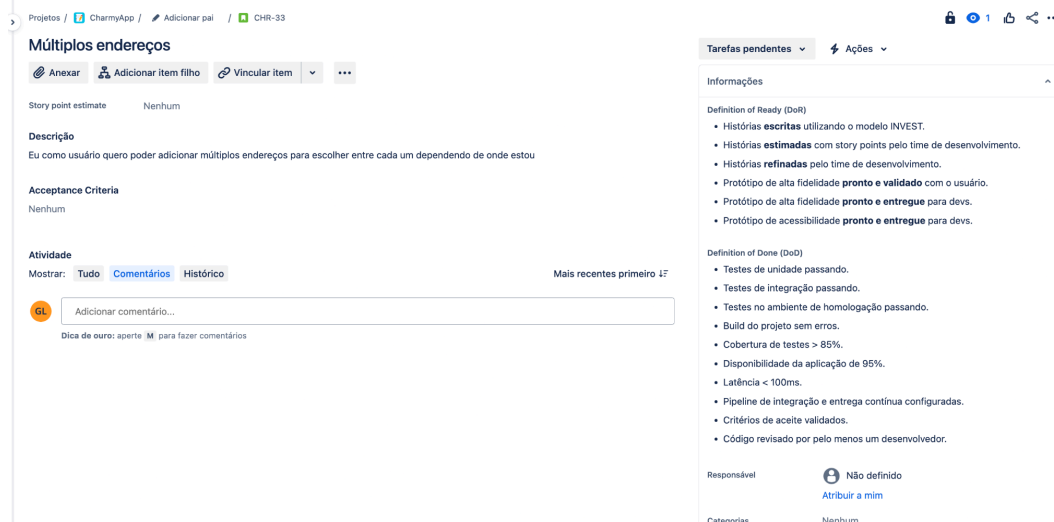 Projetos / CharmyApp / Adicionar pai / CHR-33
1
Múltiplos endereços
Anexar Adicionar item filho Vincular item
Story point estimate Nenhum
Descrição
Eu como usuário quero poder adicionar múltiplos endereços para escolher entre cada um dependendo de onde estou
Acceptance Criteria
Nenhum
Atividade
Mostrar: Tudo Comentários Histórico Mais recentes primeiro
GL Adicionar comentário...
Dica de ouro: aperte M para fazer comentários
Tarefas pendentes Ações
Informações
Definition of Ready (DoR)
• Histórias escritas utilizando o modelo INVEST.
• Histórias estimadas com story points pelo time de desenvolvimento.
• Histórias refinadas pelo time de desenvolvimento.
• Protótipo de alta fidelidade pronto e validado com o usuário.
• Protótipo de alta fidelidade pronto e entregue para devs.
• Protótipo de acessibilidade pronto e entregue para devs.
Definition of Done (DoD)
• Testes de unidade passando.
• Testes de integração passando.
• Testes no ambiente de homologação passando.
• Build do projeto sem erros.
• Cobertura de testes > 85%.
• Disponibilidade da aplicação de 95%.
• Latência < 100ms.
• Pipeline de integração e entrega contínua configuradas.
• Critérios de aceite validados.
• Código revisado por pelo menos um desenvolvedor.
Responsável Não definido
Atribuir a mim
Categorias Nenhum